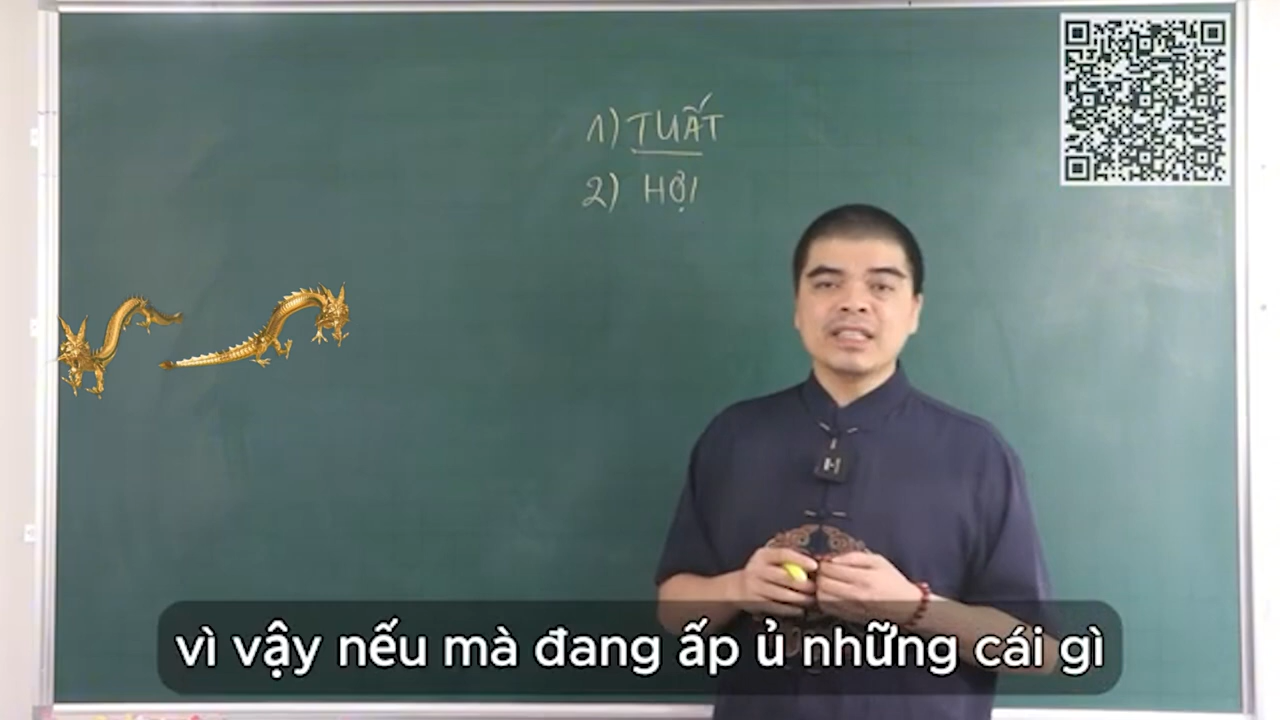 1) TUẤT
2) HỢI
vì vậy nếu mà đang ấp ủ những cái gì